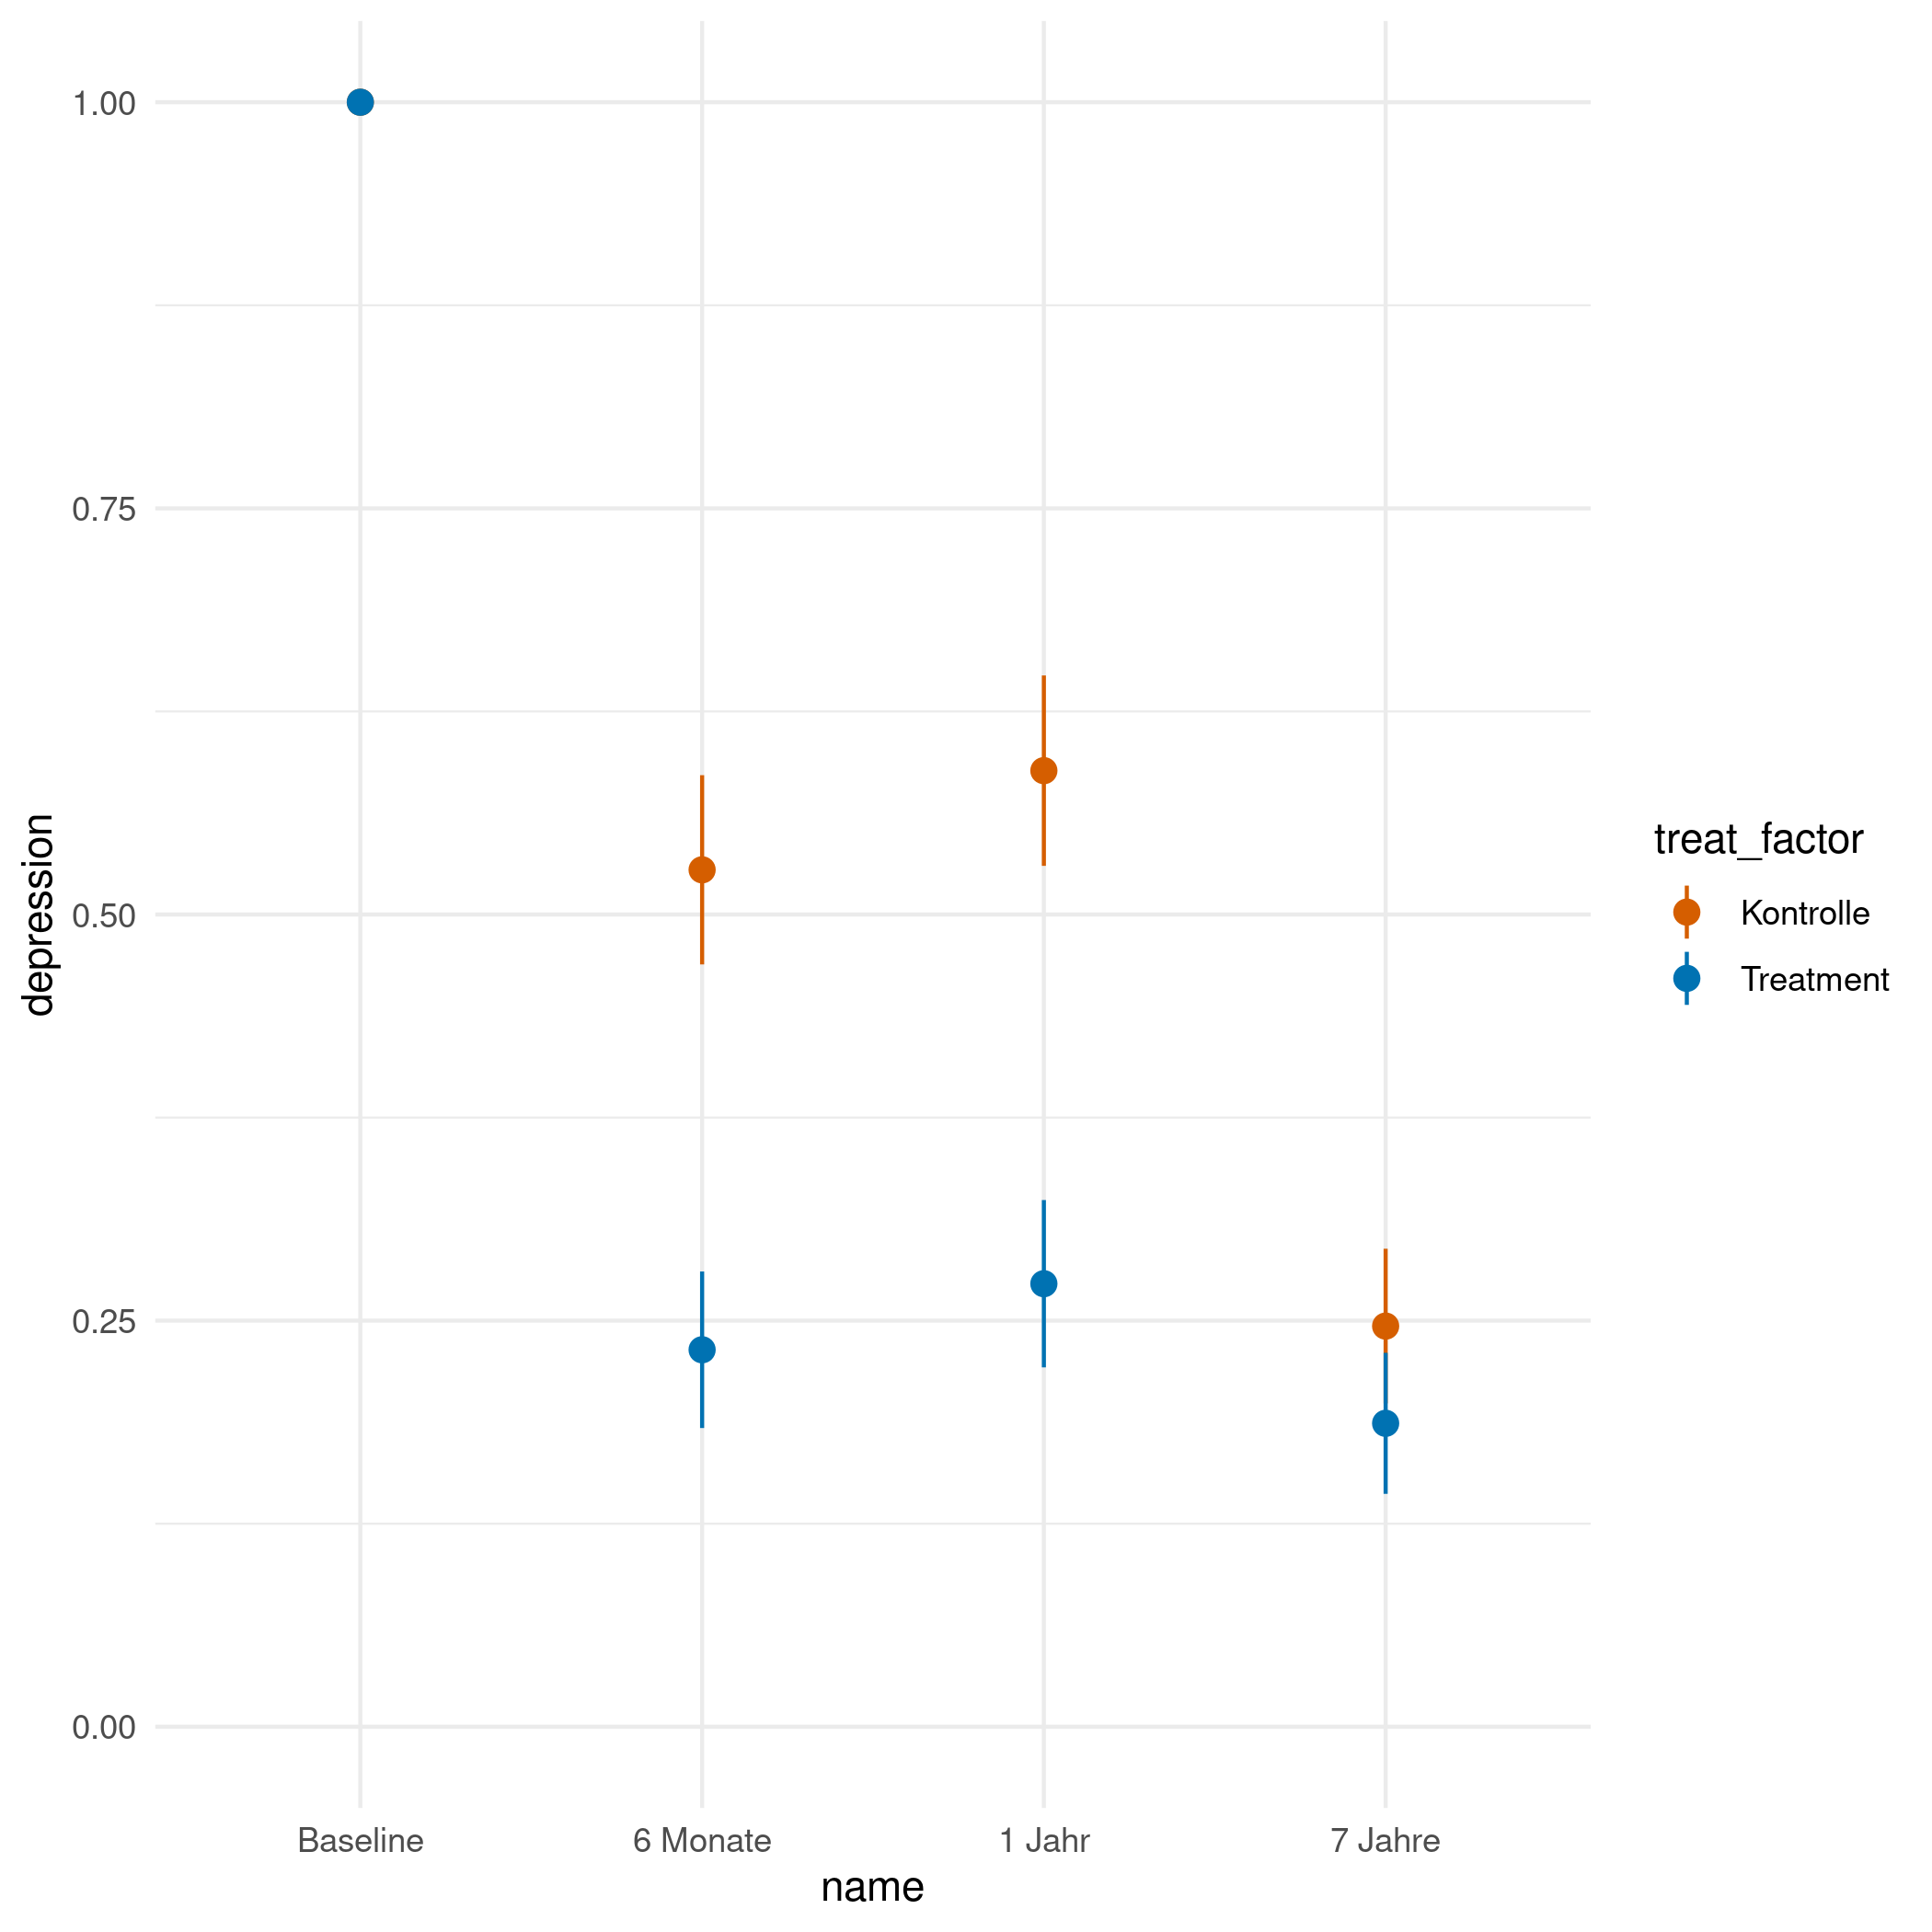 1.00
0.75
0.50
0.25
0.00
depression
Baseline
6 Monate
1 Jahr
7 Jahre
name
treat_factor
Kontrolle
Treatment